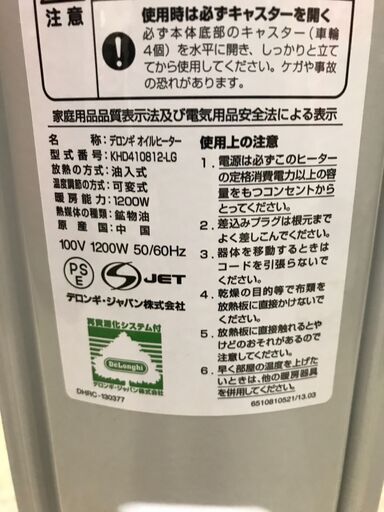 注意
使用時は必ずキャスターを開く
必ず本体底部のキャスター(車輪
4個)を水平に開き、しっかりと立て
てから使用してください。ケガや事故
の恐れがあります。
家庭用品品質表示法及び電気用品安全法による表示
名称:デロンギ オイルヒーター
型式番号:KHD410812-LG
放熱の方式:油入式
温度調節方式:可変式
暖房能力:1200W
熱媒体の種類:鉱物油
原産国:中国
100V 1200W 50/60Hz
PSE
JET
デロンギ・ジャパン株式会社
DeLonghi
デロンギ・ジャパン株式会社
DHRC-130377
使用上の注意
1.電源は必ずこのヒーター
の定格消費電力以上の容
量をもつコンセントから
とってください。
2.差込みプラグは根元まで
よく差しこんでください。
3.器体を移動するときは
コードを引張らないで
ください。
4.乾燥の目的等で布類を
放熱板に直接かけないで
ください。
5.放熱板に直接触れるとや
けどのおそれがあるので
注意してください。
6.早く部屋の温度を上げた
いときは、他の暖房器具
を併用してください。
6510810521/13.03